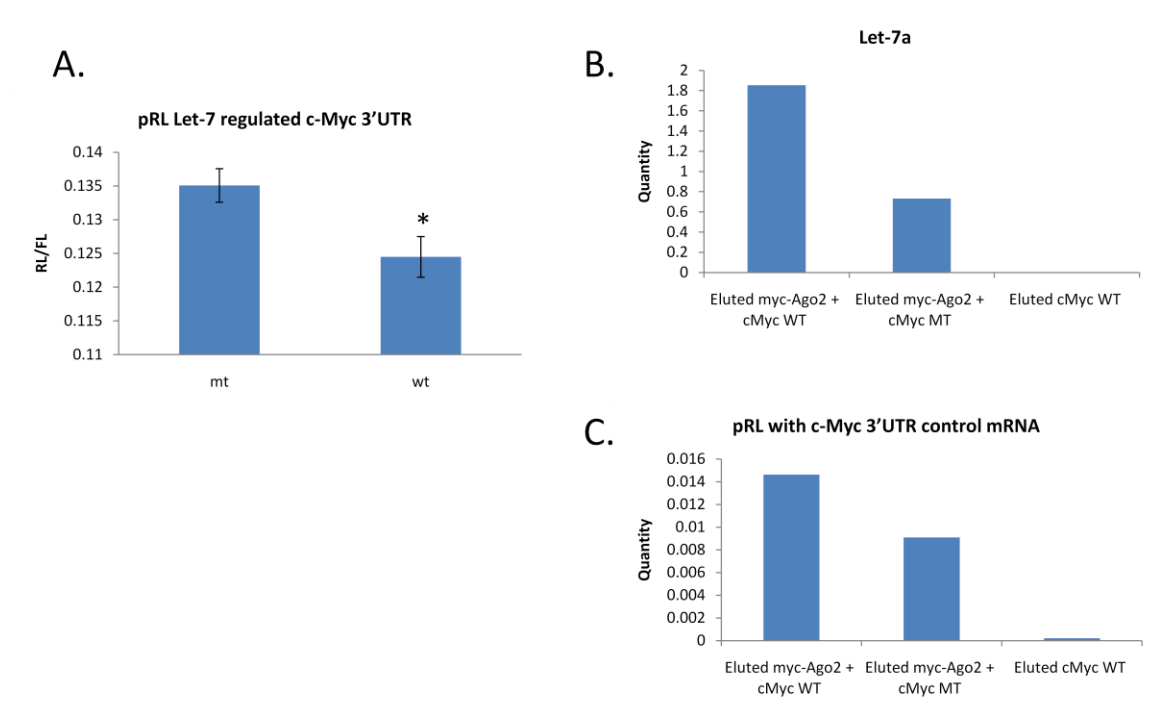 A.
pRL Let-7 regulated c-Myc 3'UTR
0.14
0.135
0.13
0.125
0.12
0.115
0.11
RL/FL
*
mt wt
B.
Let-7a
2
1.8
1.6
1.4
1.2
1
0.8
0.6
0.4
0.2
0
Quantity
Eluted myc-Ago2 + Eluted myc-Ago2 + Eluted cMyc WT
cMyc WT cMyc MT
C.
pRL with c-Myc 3'UTR control mRNA
0.016
0.014
0.012
0.01
0.008
0.006
0.004
0.002
0
Quantity
Eluted myc-Ago2 + Eluted myc-Ago2 + Eluted cMyc WT
cMyc WT cMyc MT